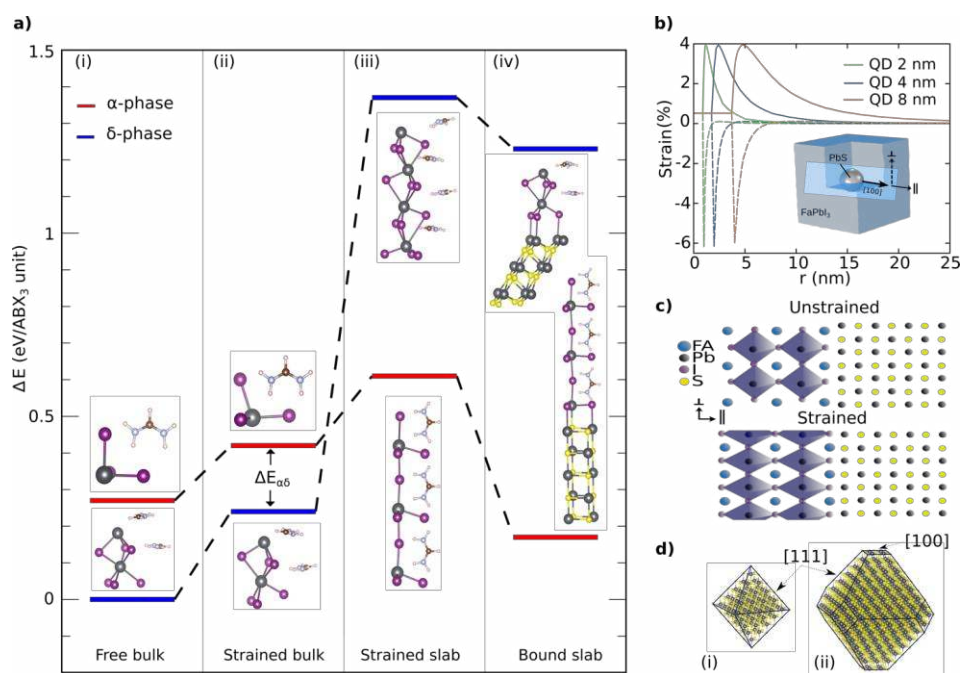 a)
1.5
1
0.5
0
ΔE (eV/ABX₃ unit)
(i)
(ii)
(iii)
(iv)
α-phase
δ-phase
ΔE_αδ
Free bulk
Strained bulk
Strained slab
Bound slab
b)
4
2
0
-2
-4
-6
Strain(%)
QD 2 nm
QD 4 nm
QD 8 nm
PbS
[100]
⊥
∥
FaPbI₃
0
5
10
15
20
25
r (nm)
c)
Unstrained
FA
Pb
I
S
⊥
∥
Strained
d)
[111]
[100]
(i)
(ii)